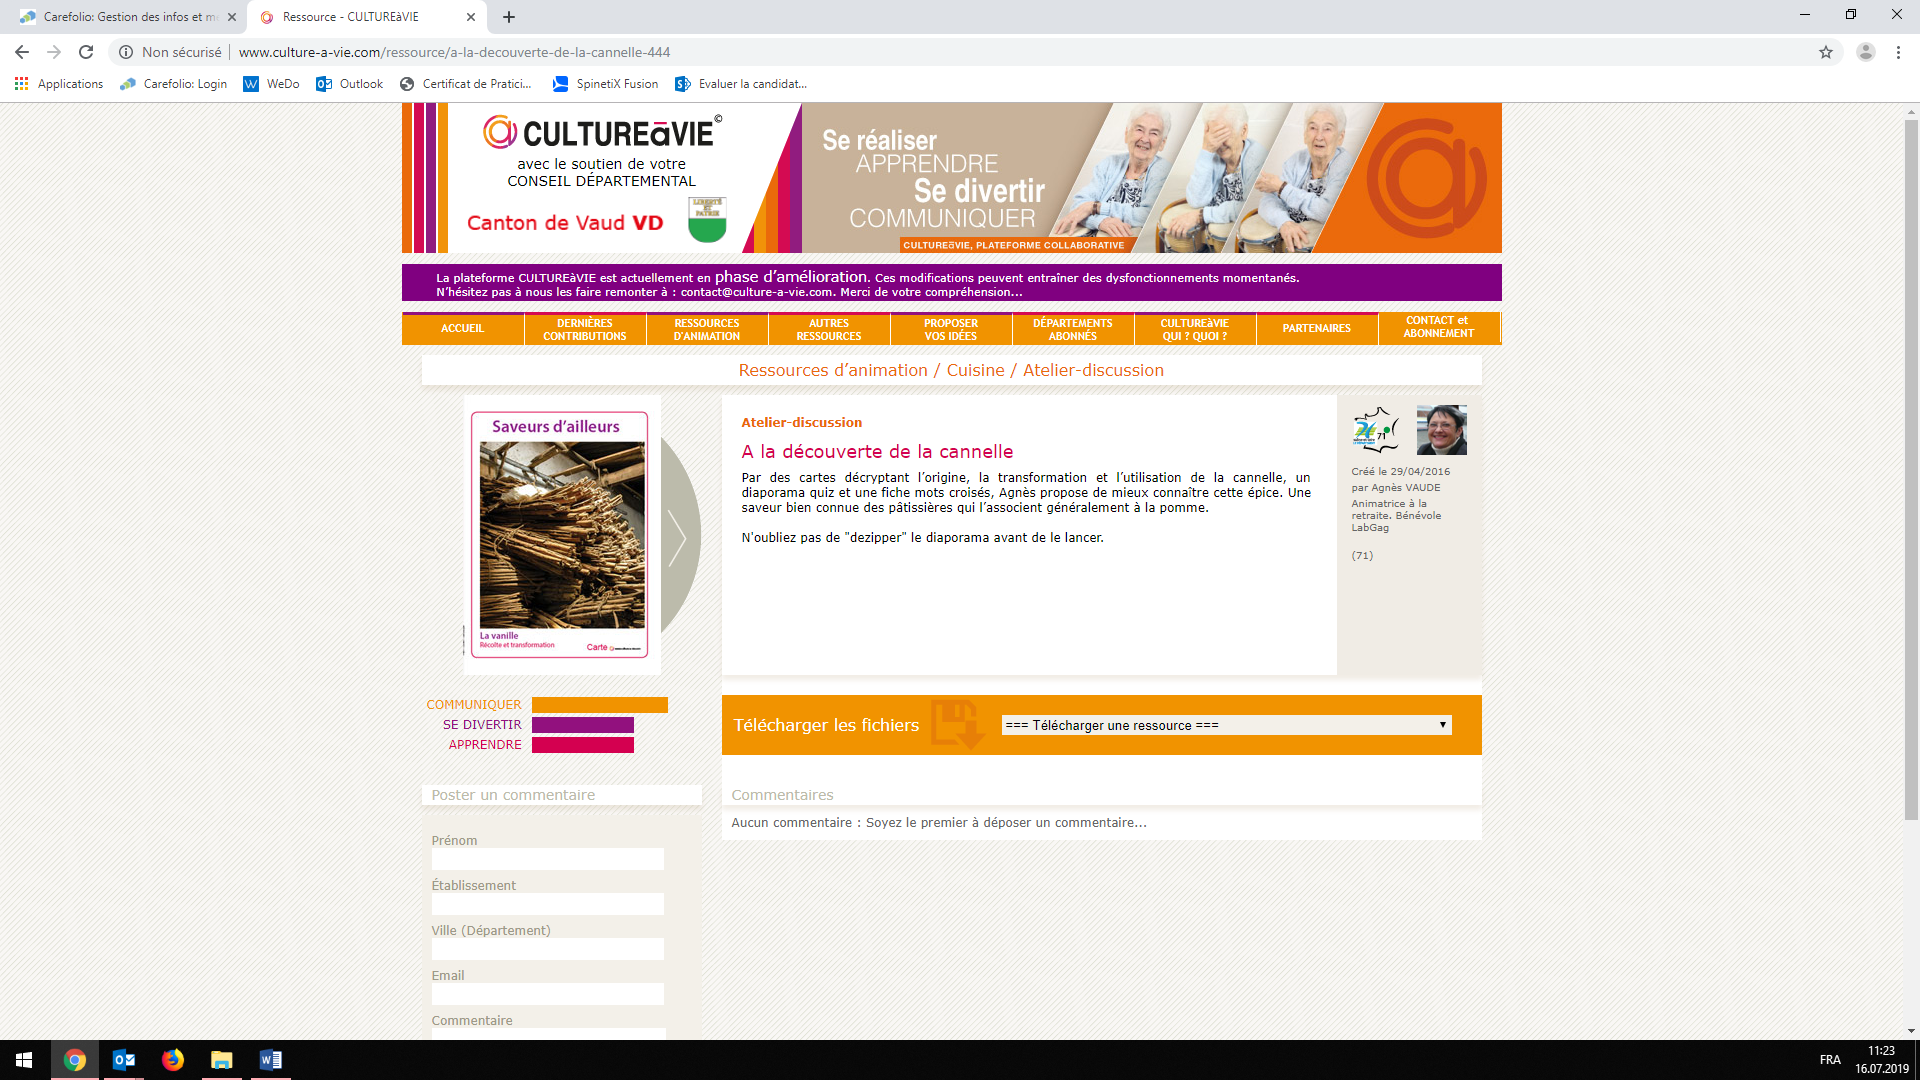 Carefolio: Gestion des infos et m
Ressource - CULTUREàVIE
Non sécurisé
www.culture-a-vie.com/ressource/a-la-decouverte-de-la-cannelle-444
Applications
Carefolio: Login
WeDo
Outlook
Certificat de Pratici...
SpinetiX Fusion
Evaluer la candidat...
CULTUREāVIE©
avec le soutien de votre
CONSEIL DÉPARTEMENTAL
Canton de Vaud VD
LIBERTÉ
ET
PATRIE
Se réaliser
APPRENDRE
Se divertir
COMMUNIQUER
CULTUREāVIE, PLATEFORME COLLABORATIVE
La plateforme CULTUREàVIE est actuellement en phase d’amélioration. Ces modifications peuvent entraîner des dysfonctionnements momentanés.
N’hésitez pas à nous les faire remonter à : contact@culture-a-vie.com. Merci de votre compréhension...
ACCUEIL
DERNIÈRES
CONTRIBUTIONS
RESSOURCES
D'ANIMATION
AUTRES
RESSOURCES
PROPOSER
VOS IDÉES
DÉPARTEMENTS
ABONNÉS
CULTUREàVIE
QUI ? QUOI ?
PARTENAIRES
CONTACT et
ABONNEMENT
Ressources d’animation / Cuisine / Atelier-discussion
Saveurs d’ailleurs
La vanille
Récolte et transformation
Carte
Atelier-discussion
A la découverte de la cannelle
Par des cartes décryptant l’origine, la transformation et l’utilisation de la cannelle, un
diaporama quiz et une fiche mots croisés, Agnès propose de mieux connaître cette épice. Une
saveur bien connue des pâtissières qui l’associent généralement à la pomme.
N'oubliez pas de "dezipper" le diaporama avant de le lancer.
71
Créé le 29/04/2016
par Agnès VAUDE
Animatrice à la
retraite. Bénévole
LabGag
(71)
COMMUNIQUER
SE DIVERTIR
APPRENDRE
Télécharger les fichiers
=== Télécharger une ressource ===
Poster un commentaire
Prénom
Établissement
Ville (Département)
Email
Commentaire
Commentaires
Aucun commentaire : Soyez le premier à déposer un commentaire...
FRA
11:23
16.07.2019